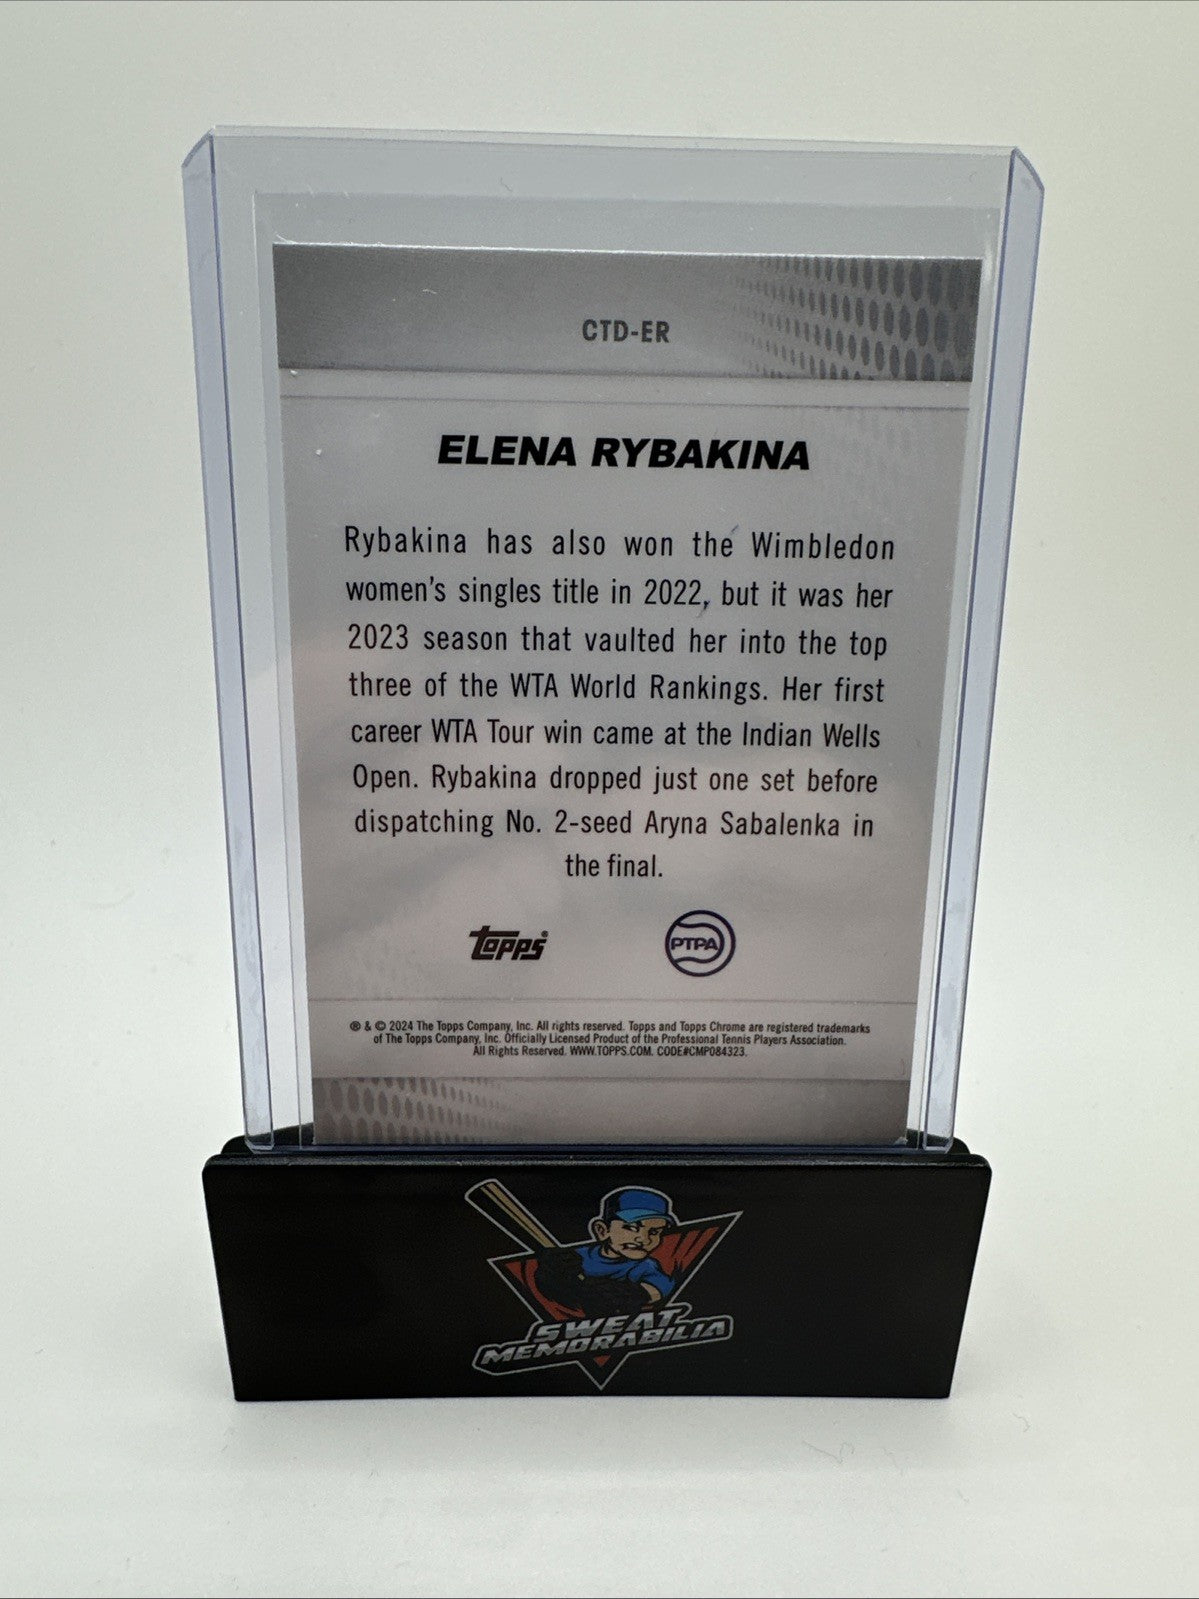 CTD-ER
ELENA RYBAKINA
Rybakina has also won the Wimbledon
women's singles title in 2022, but it was her
2023 season that vaulted her into the top
three of the WTA World Rankings. Her first
career WTA Tour win came at the Indian Wells
Open. Rybakina dropped just one set before
dispatching No. 2-seed Aryna Sabalenka in
the final.
Topps®
PTPA
® & © 2024 The Topps Company, Inc. All rights reserved. Topps and Topps Chrome are registered trademarks
of The Topps Company, Inc. Officially Licensed Product of the Professional Tennis Players Association.
All Rights Reserved. WWW.TOPPS.COM. CODE#CMP084323.
SWEAT
MEMORABILIA